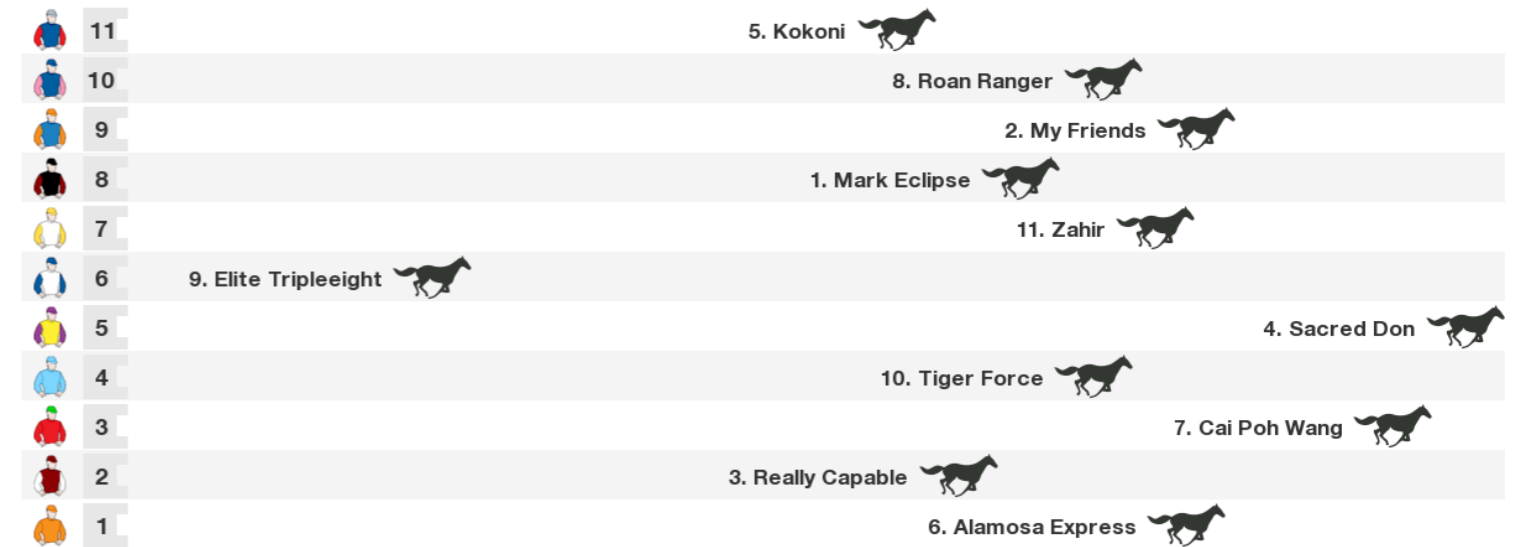 11 5. Kokoni
10 8. Roan Ranger
9 2. My Friends
8 1. Mark Eclipse
7 11. Zahir
6 9. Elite Tripleeight
5 4. Sacred Don
4 10. Tiger Force
3 7. Cai Poh Wang
2 3. Really Capable
1 6. Alamosa Express